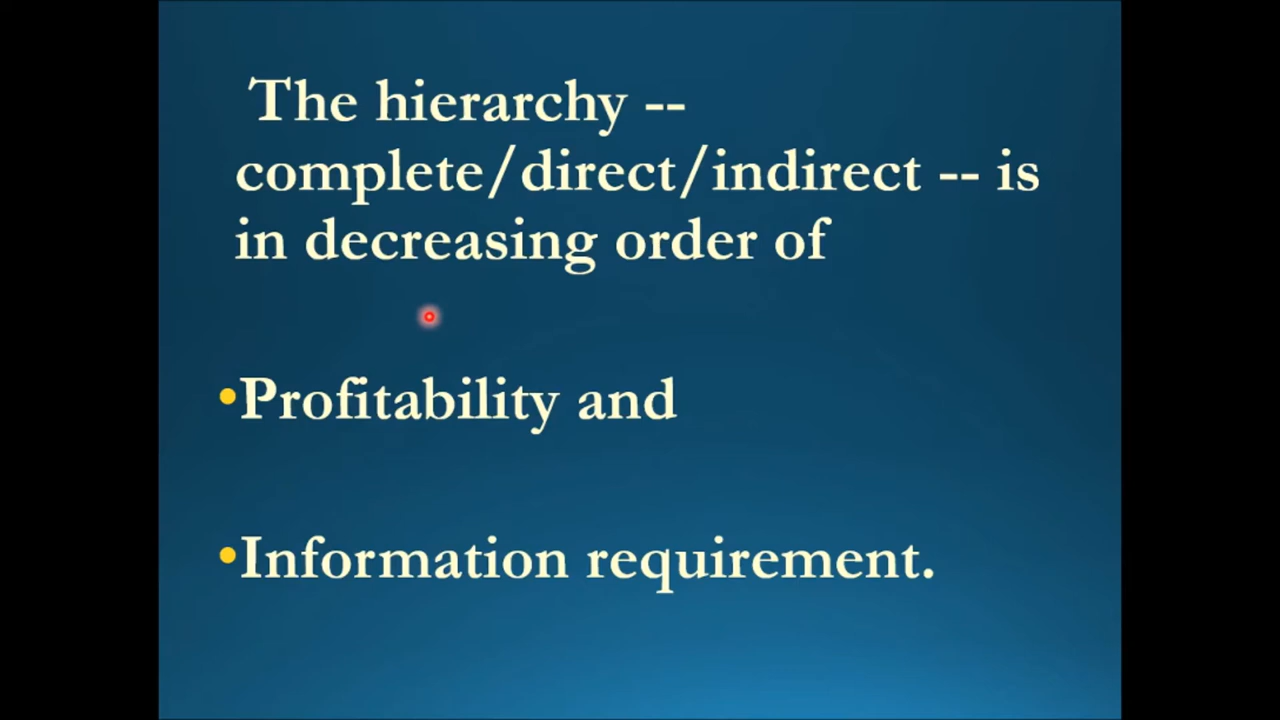 The hierarchy --
complete/direct/indirect -- is
in decreasing order of
•Profitability and
•Information requirement.